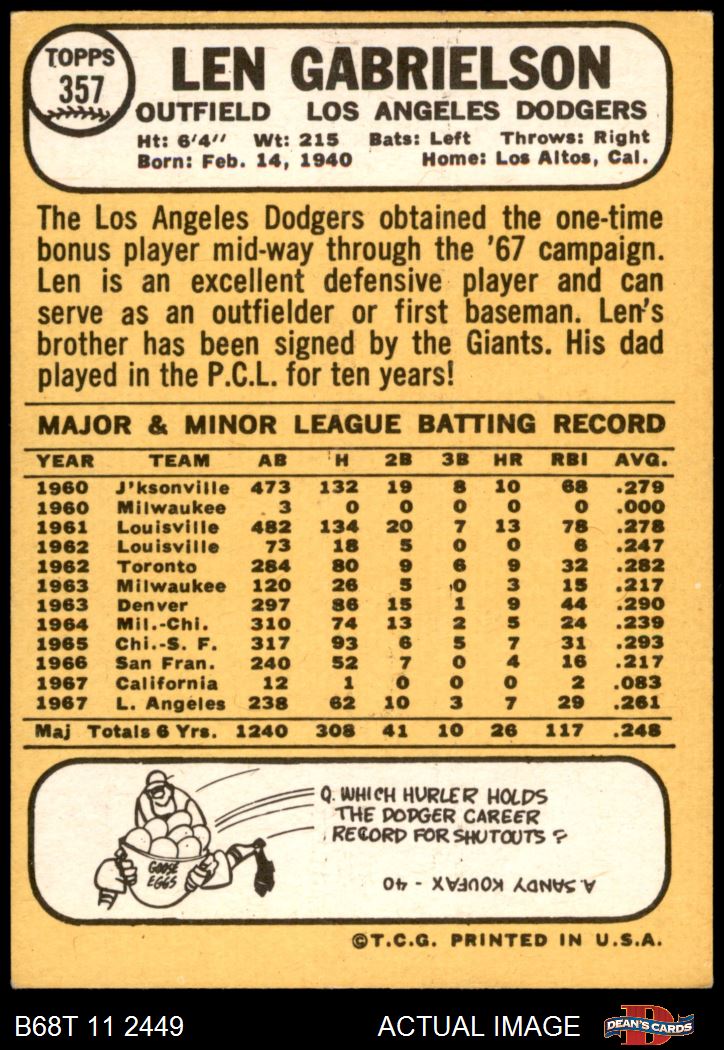 TOPPS
357
LEN GABRIELSON
OUTFIELD LOS ANGELES DODGERS
Ht: 6'4" Wt: 215 Bats: Left Throws: Right
Born: Feb. 14, 1940 Home: Los Altos, Cal.
The Los Angeles Dodgers obtained the one-time
bonus player mid-way through the '67 campaign.
Len is an excellent defensive player and can
serve as an outfielder or first baseman. Len's
brother has been signed by the Giants. His dad
played in the P.C.L. for ten years!
MAJOR & MINOR LEAGUE BATTING RECORD
YEAR TEAM AB H 2B 3B HR RBI AVG.
1960 J'ksonville 473 132 19 8 10 68 .279
1960 Milwaukee 3 0 0 0 0 0 .000
1961 Louisville 482 134 20 7 13 78 .278
1962 Louisville 73 18 5 0 0 6 .247
1962 Toronto 284 80 9 6 9 32 .282
1963 Milwaukee 120 26 5 0 3 15 .217
1963 Denver 297 86 15 1 9 44 .290
1964 Mil.-Chi. 310 74 13 2 5 24 .239
1965 Chi.-S. F. 317 93 6 5 7 31 .293
1966 San Fran. 240 52 7 0 4 16 .217
1967 California 12 1 0 0 0 2 .083
1967 L. Angeles 238 62 10 3 7 29 .261
Maj Totals 6 Yrs. 1240 308 41 10 26 117 .248
GOOSE
EGGS
Q. WHICH HURLER HOLDS
THE DODGER CAREER
RECORD FOR SHUTOUTS?
A. SANDY KOUFAX - 40
©T.C.G. PRINTED IN U.S.A.
B68T 11 2449 ACTUAL IMAGE
D
DEAN'S CARDS